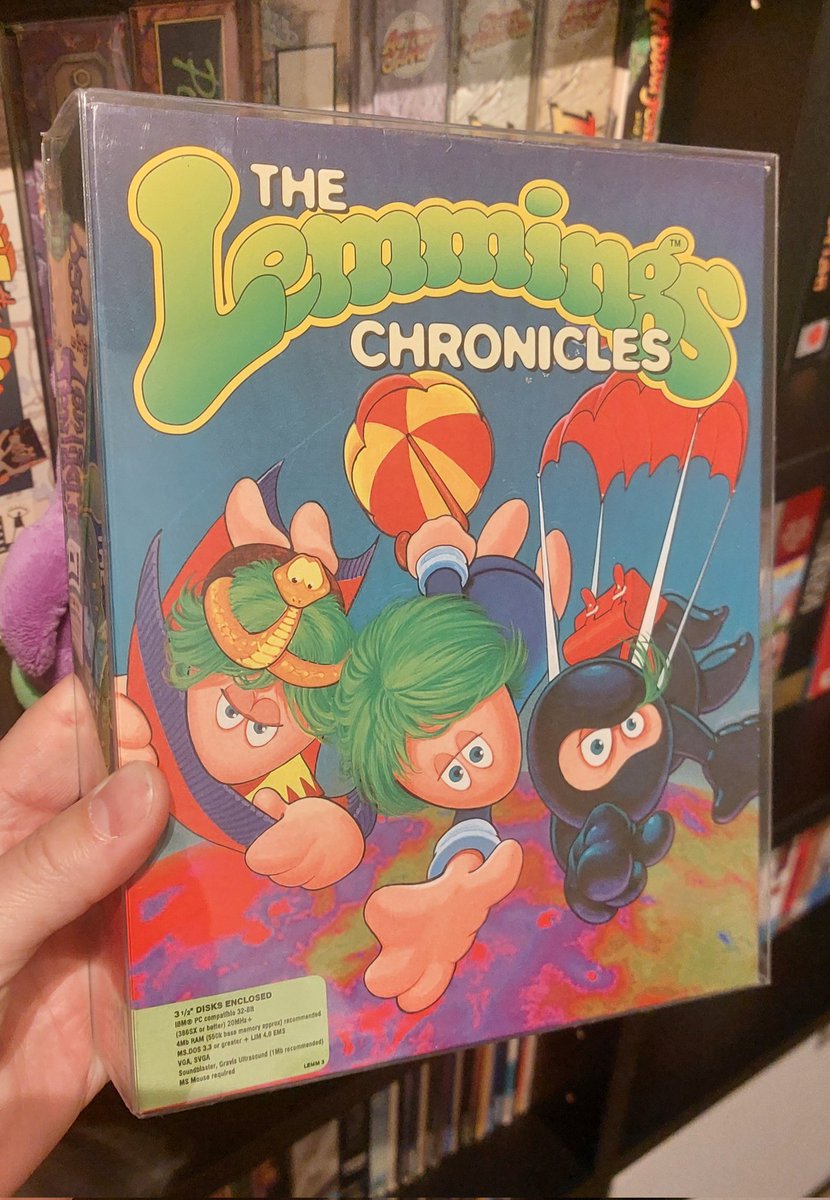 THE
Lemmings™
CHRONICLES
3½" DISKS ENCLOSED
IBM® PC compatible 32-Bit
(386SX or better) 20MHz+
4Mb RAM (550k base memory approx) recommended
MS.DOS 3.3 or greater + LIM 4.0 EMS
VGA, SVGA
Soundblaster, Gravis Ultrasound (1Mb recommended)
MS Mouse required
LEMM 3